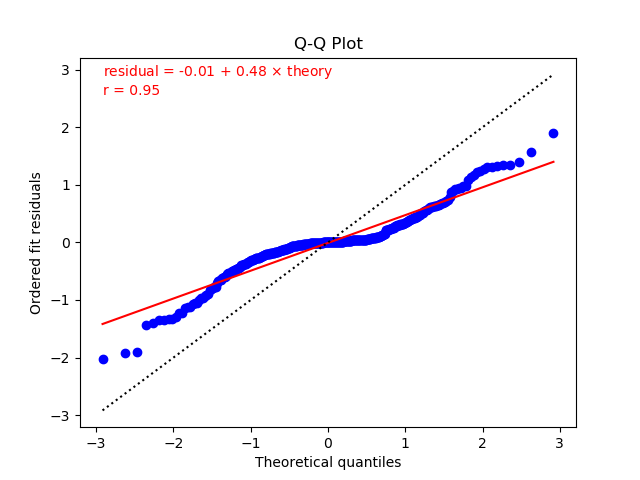 Q-Q Plot
residual = -0.01 + 0.48 × theory
r = 0.95
3
2
1
0
−1
−2
−3
Ordered fit residuals
−3 −2 −1 0 1 2 3
Theoretical quantiles